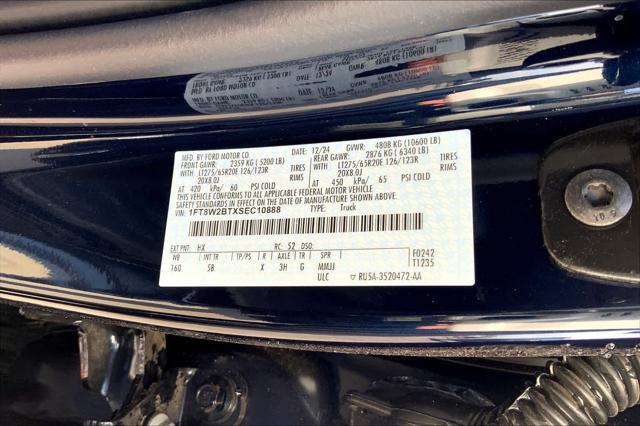 MFD. BY FORD MOTOR CO. 12/24 GVWR: 4808 KG (10600 LB)
FRONT GAWR: 2359 KG (5200 LB) REAR GAWR: 2876 KG (6340 LB)
WITH LT275/65R20E 126/123R TIRES WITH LT275/65R20E 126/123R TIRES
20X8.0J 20X8.0J
AT 420 kPa/ 60 PSI COLD AT 450 kPa/ 65 PSI COLD
THIS VEHICLE CONFORMS TO ALL APPLICABLE FEDERAL MOTOR VEHICLE
SAFETY STANDARDS IN EFFECT ON THE DATE OF MANUFACTURE SHOWN ABOVE.
VIN: 1FT8W2BTXSEC10888 TYPE: Truck
EXT PNT: HX RC: 52 DSO: F0242
WB INT TR TP/PS R AXLE TR SPR T1235
160 5B X 3H G MMJJ
ULC ▽ RU5A-3520472-AA